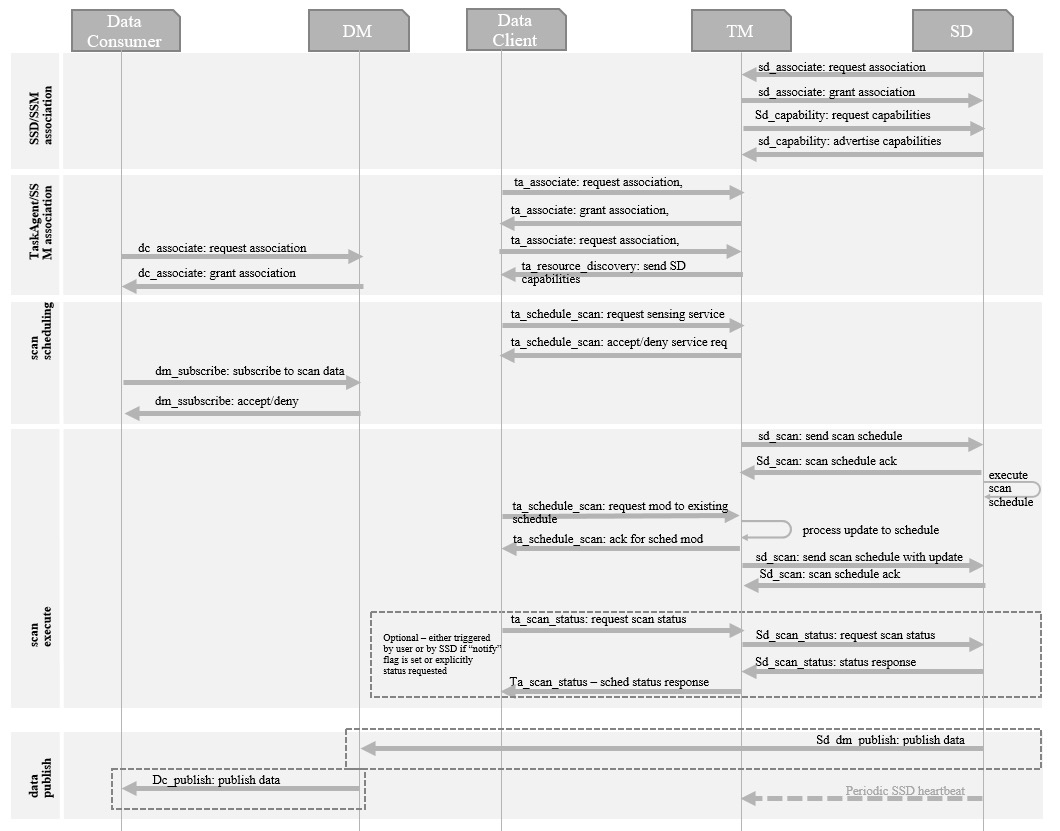 Data
Consumer
DM
Data
Client
TM
SD
SSD/SSM
association
sd_associate: request association
sd_associate: grant association
Sd_capability: request capabilities
sd_capability: advertise capabilities
TaskAgent/SS
M association
ta_associate: request association,
ta_associate: grant association,
ta_associate: request association,
dc_associate: request association
ta_resource_discovery: send SD
capabilities
dc_associate: grant association
scan
scheduling
ta_schedule_scan: request sensing service
ta_schedule_scan: accept/deny service req
dm_subscribe: subscribe to scan data
dm_ssubscribe: accept/deny
scan
execute
sd_scan: send scan schedule
Sd_scan: scan schedule ack
execute
scan
schedule
ta_schedule_scan: request mod to existing
schedule
process update to schedule
ta_schedule_scan: ack for sched mod
sd_scan: send scan schedule with update
Sd_scan: scan schedule ack
ta_scan_status: request scan status
Optional – either triggered
by user or by SSD if “notify”
flag is set or explicitly
status requested
Sd_scan_status: request scan status
Sd_scan_status: status response
Ta_scan_status – sched status response
data
publish
Sd_dm_publish: publish data
Dc_publish: publish data
Periodic SSD heartbeat